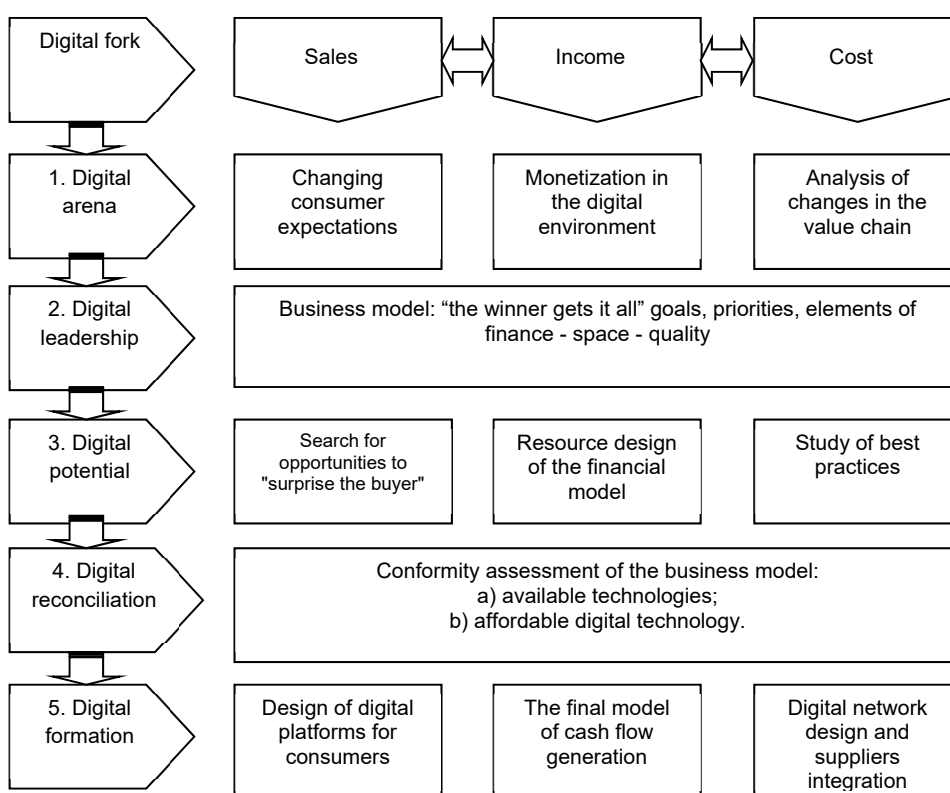 Digital fork
Sales
Income
Cost
1. Digital
arena
Changing
consumer
expectations
Monetization in
the digital
environment
Analysis of
changes in the
value chain
2. Digital
leadership
Business model: “the winner gets it all” goals, priorities, elements of
finance - space - quality
3. Digital
potential
Search for
opportunities to
"surprise the buyer"
Resource design
of the financial
model
Study of best
practices
4. Digital
reconciliation
Conformity assessment of the business model:
a) available technologies;
b) affordable digital technology.
5. Digital
formation
Design of digital
platforms for
consumers
The final model
of cash flow
generation
Digital network
design and
suppliers
integration